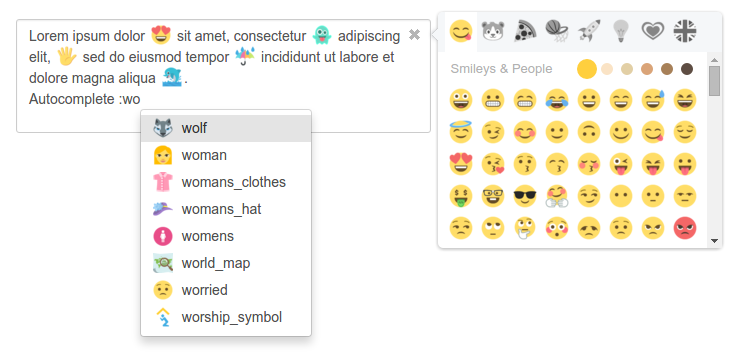 Lorem ipsum dolor 😍 sit amet, consectetur 👻 adipiscing
elit, 🖐 sed do eiusmod tempor ☔ incididunt ut labore et
dolore magna aliqua 🐬.
Autocomplete :wo
wolf
woman
womans_clothes
womans_hat
womens
world_map
worried
worship_symbol
Smileys & People